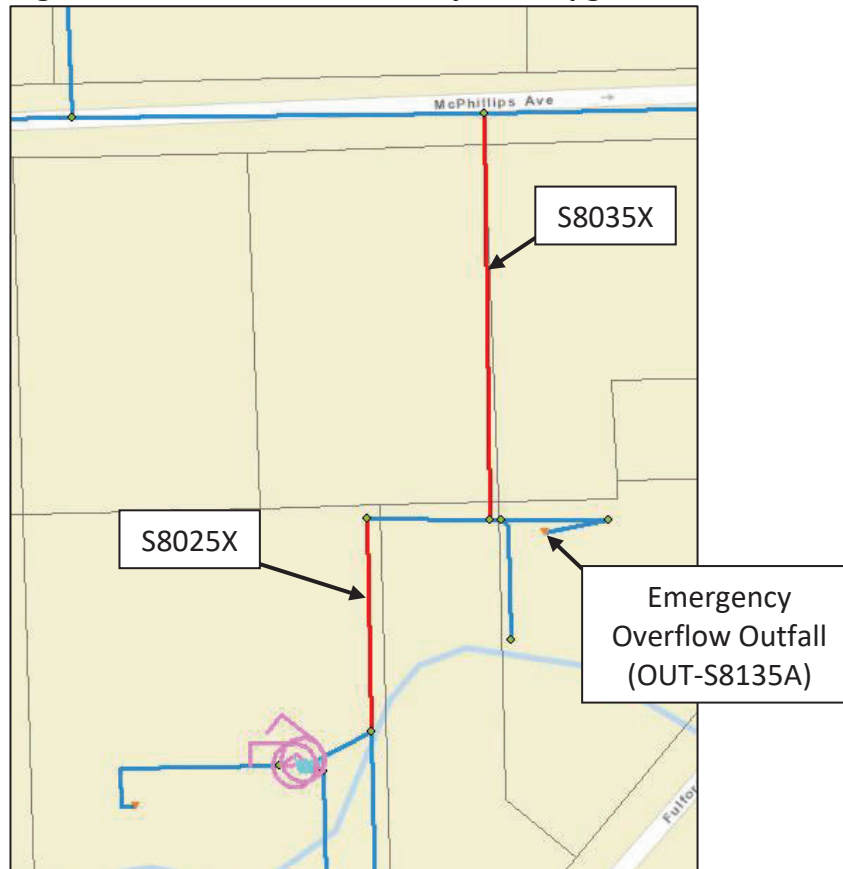 McPhillips Ave →
S8035X
S8025X
Emergency
Overflow Outfall
(OUT-S8135A)